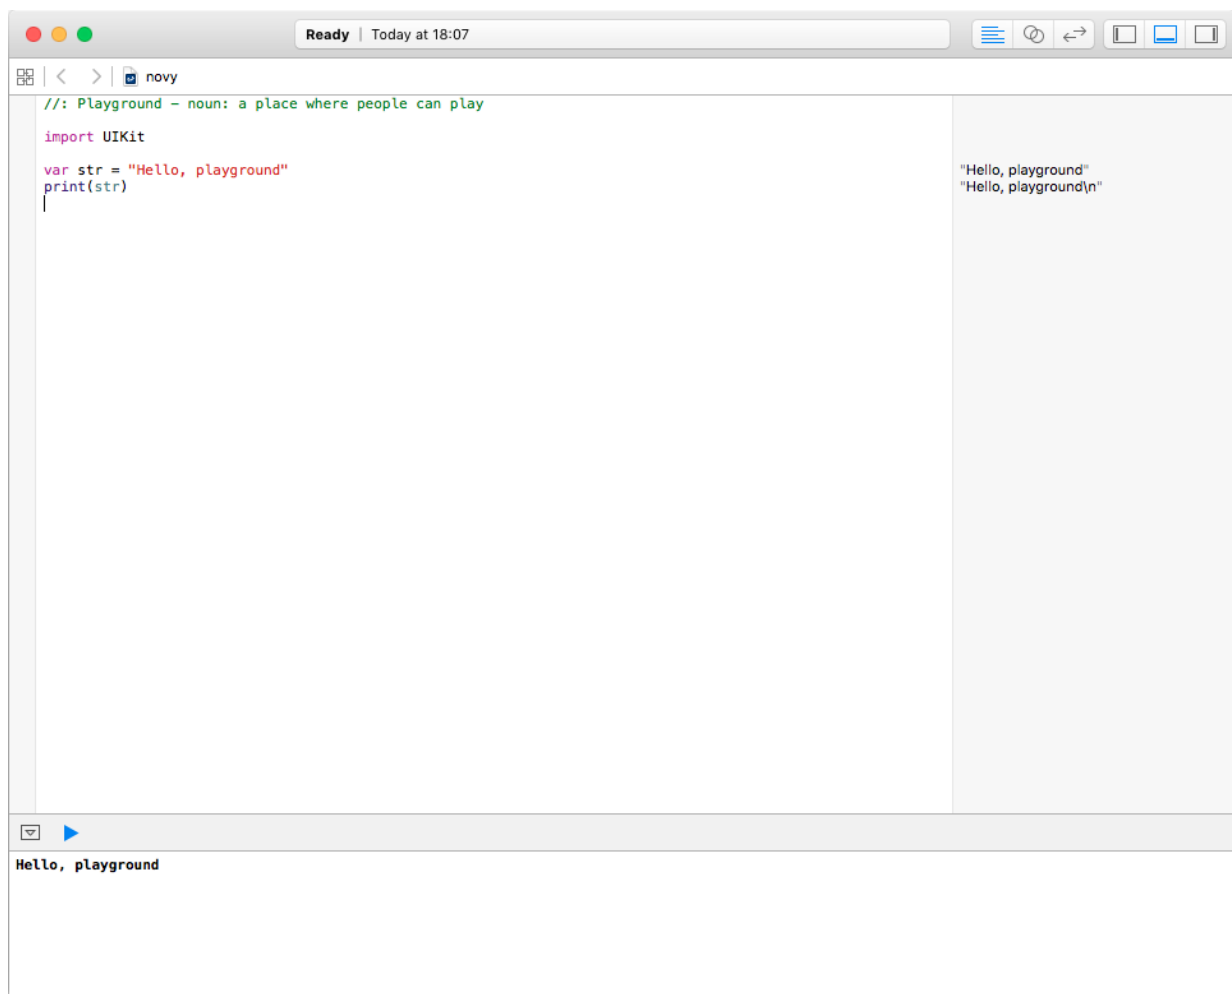 Ready | Today at 18:07
novy
//: Playground – noun: a place where people can play
import UIKit
var str = "Hello, playground"
print(str)
"Hello, playground"
"Hello, playground\n"
Hello, playground